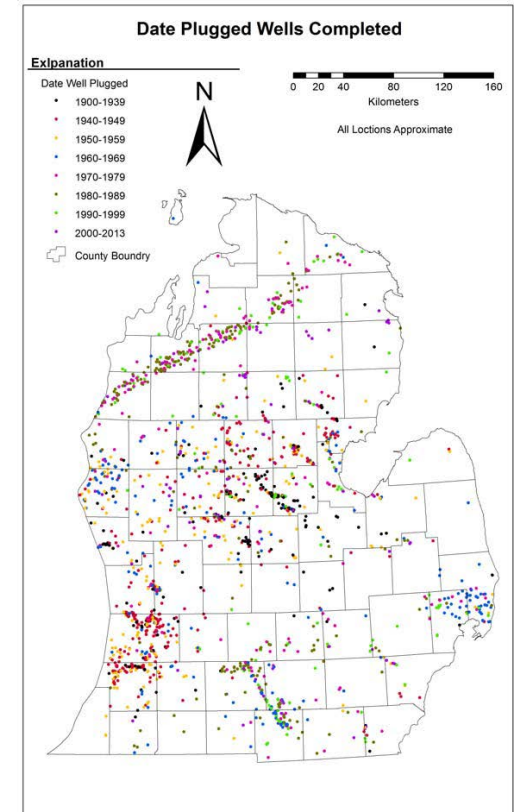 Date Plugged Wells Completed
Exlpanation
Date Well Plugged
1900-1939
1940-1949
1950-1959
1960-1969
1970-1979
1980-1989
1990-1999
2000-2013
County Boundry
N
0 20 40 80 120 160
Kilometers
All Loctions Approximate